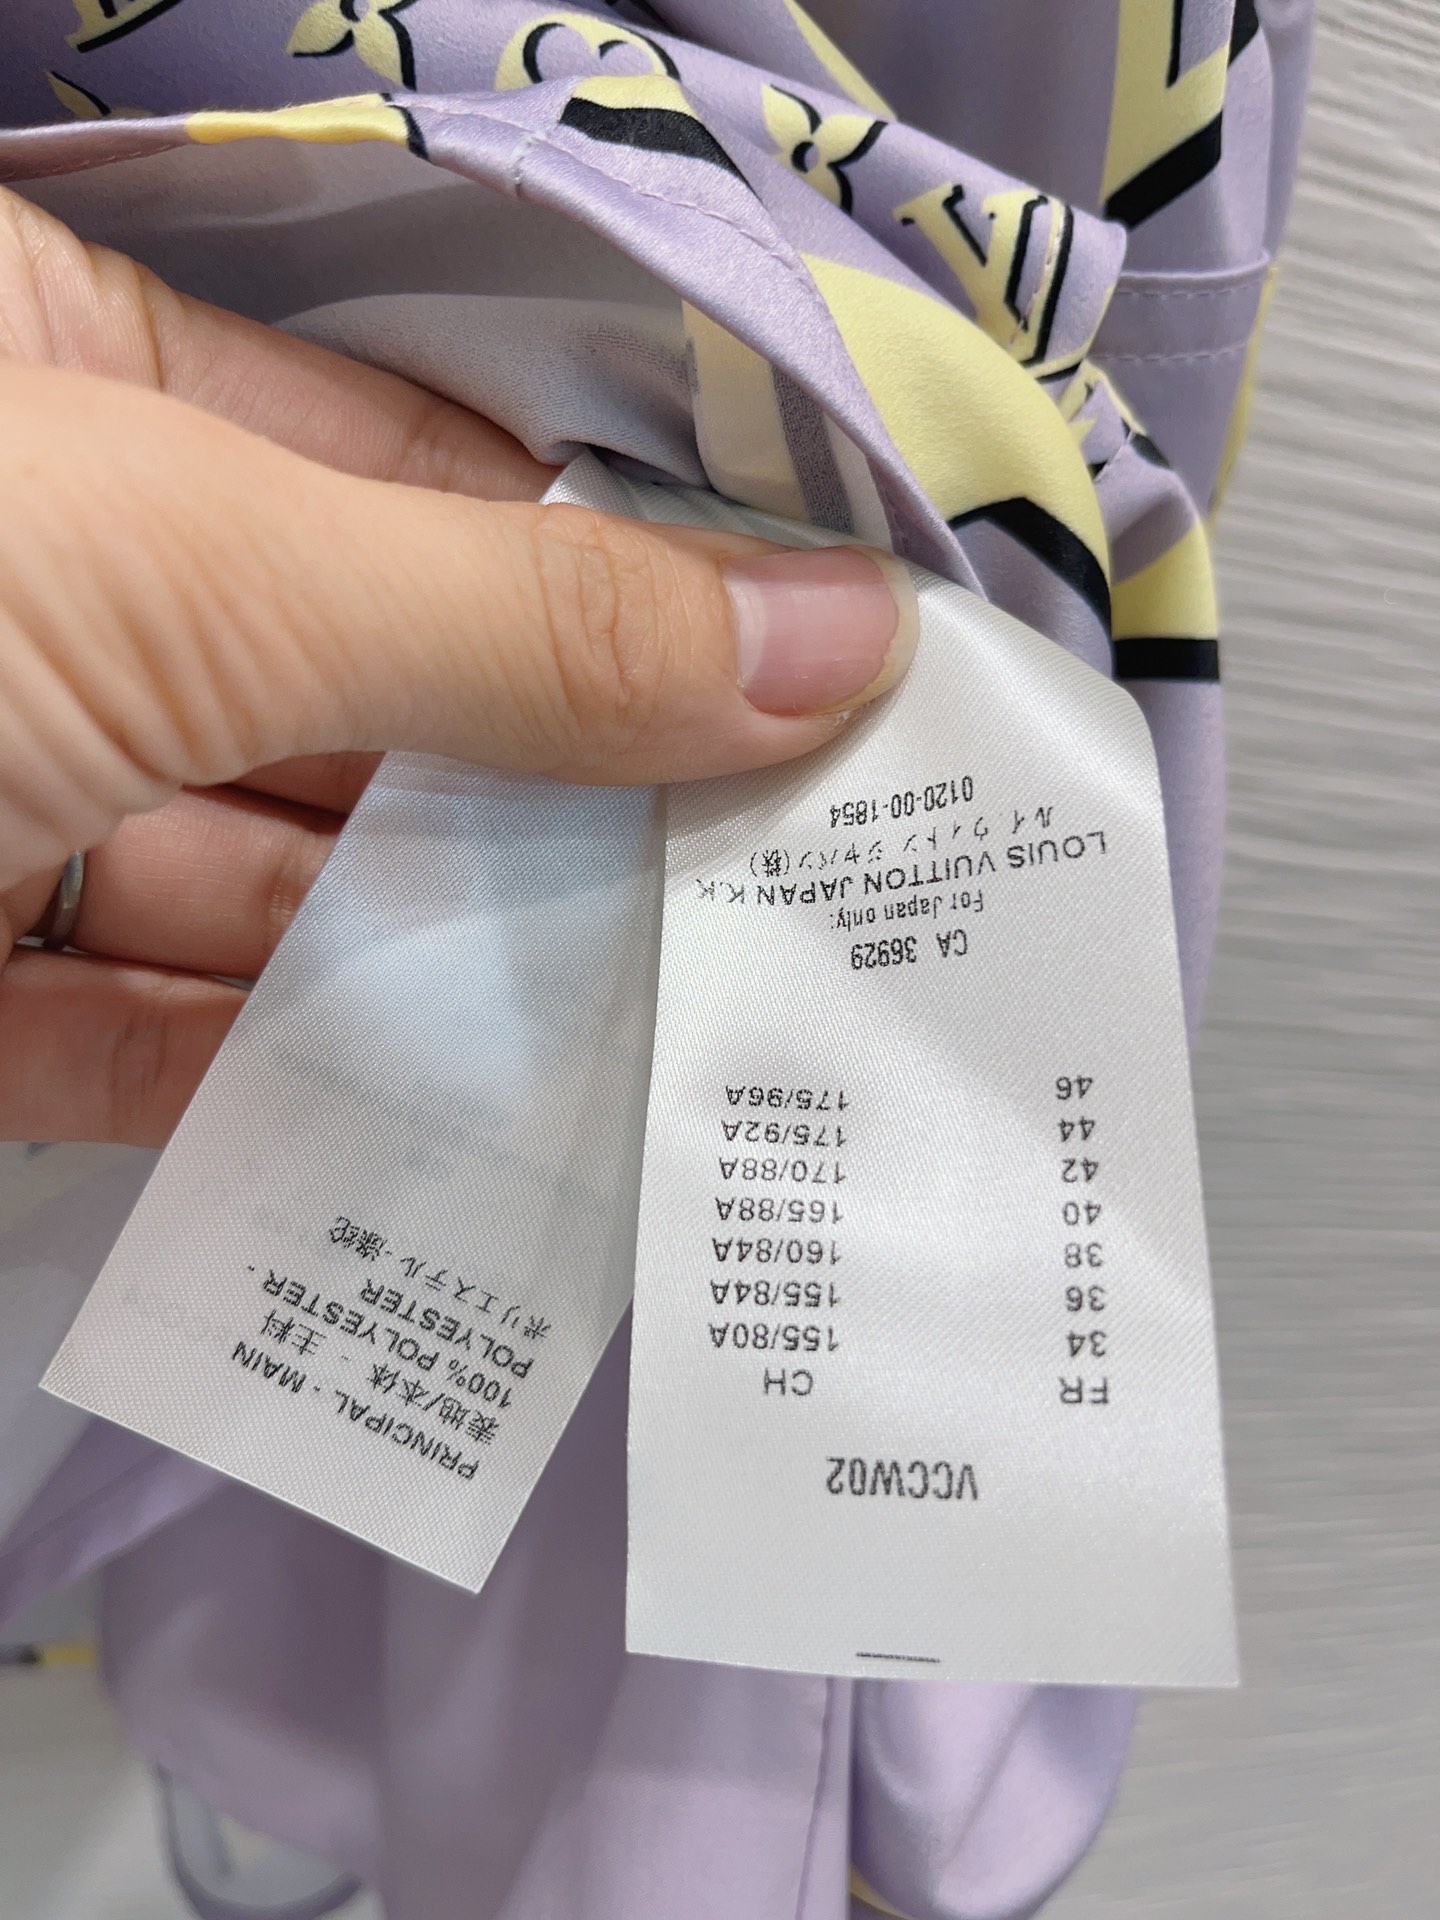 VCCW02
FR CH
34 155/80A
36 155/84A
38 160/84A
40 165/88A
42 170/88A
44 175/92A
46 175/96A
CA 36929
For Japan only:
LOUIS VUITTON JAPAN K.K
ルイ ヴィトン ジャパン(株)
0120-00-1854
PRINCIPAL - MAIN
表地/本体 . 主料
100% POLYESTER.
POLYESTER
ポリエステル -涤纶